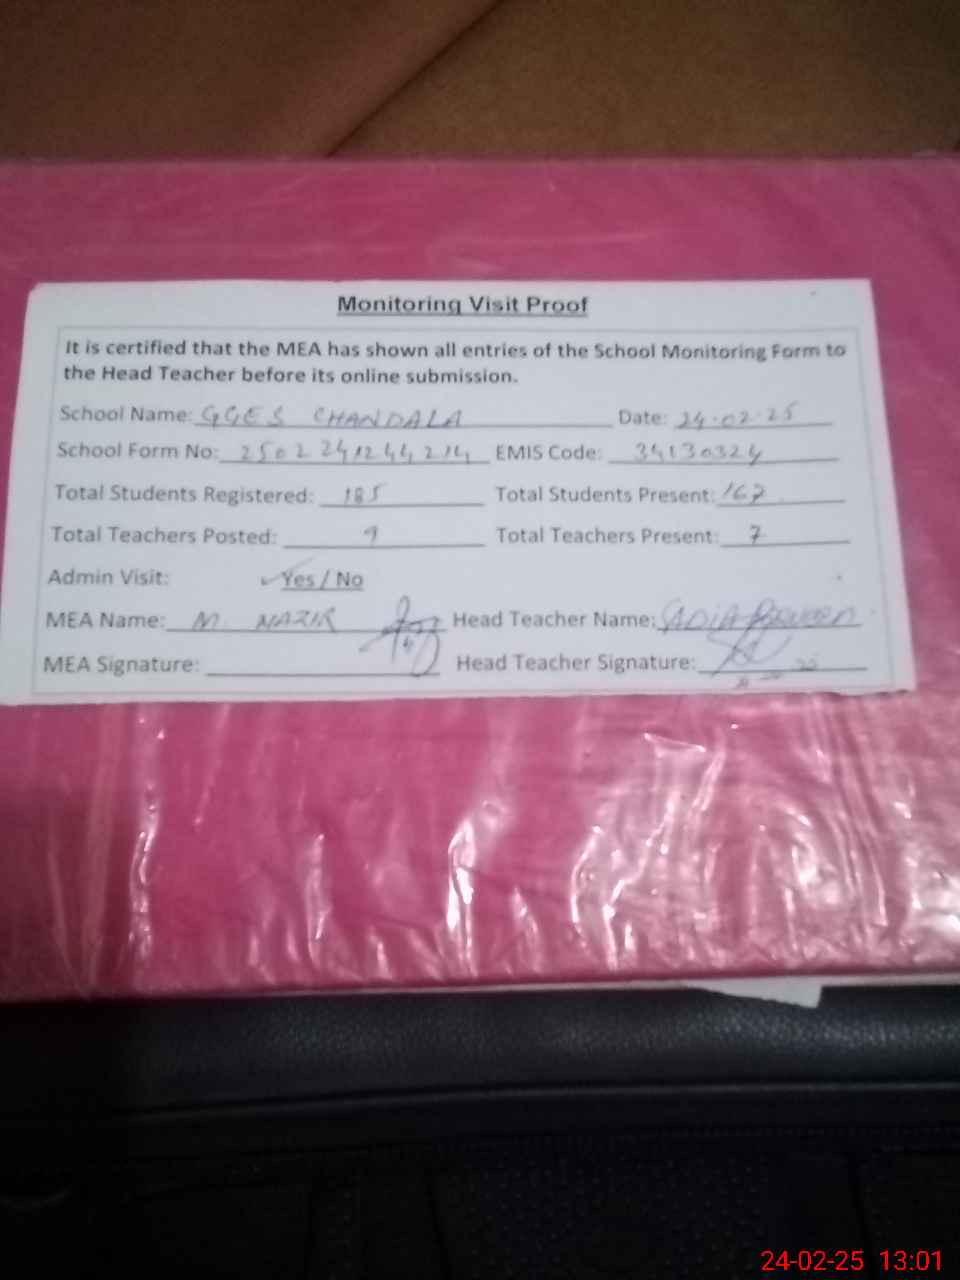 Monitoring Visit Proof
It is certified that the MEA has shown all entries of the School Monitoring Form to
the Head Teacher before its online submission.
School Name: GGES CHANDALA Date: 24-02-25
School Form No: 2502241244214 EMIS Code: 34130324
Total Students Registered: 185 Total Students Present: 167
Total Teachers Posted: 9 Total Teachers Present: 7
Admin Visit: ✓Yes / No
MEA Name: M. NAZIR Head Teacher Name: SADIA PARVEEN
MEA Signature: Head Teacher Signature:
24-02-25 13:01